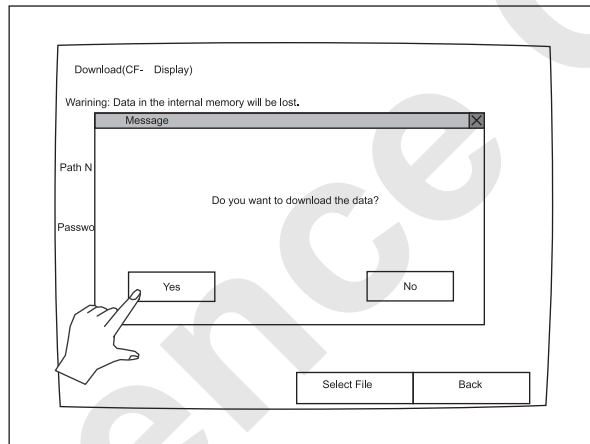 Download(CF- Display)
Warining: Data in the internal memory will be lost.
Message
Path N
Do you want to download the data?
Passwo
Yes No
Select File Back